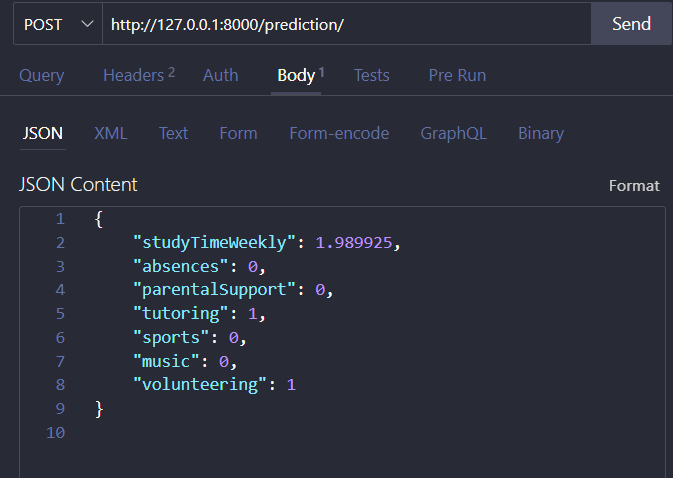 POST http://127.0.0.1:8000/prediction/ Send
Query Headers 2 Auth Body 1 Tests Pre Run
JSON XML Text Form Form-encode GraphQL Binary
JSON Content Format
1 {
2 "studyTimeWeekly": 1.989925,
3 "absences": 0,
4 "parentalSupport": 0,
5 "tutoring": 1,
6 "sports": 0,
7 "music": 0,
8 "volunteering": 1
9 }
10